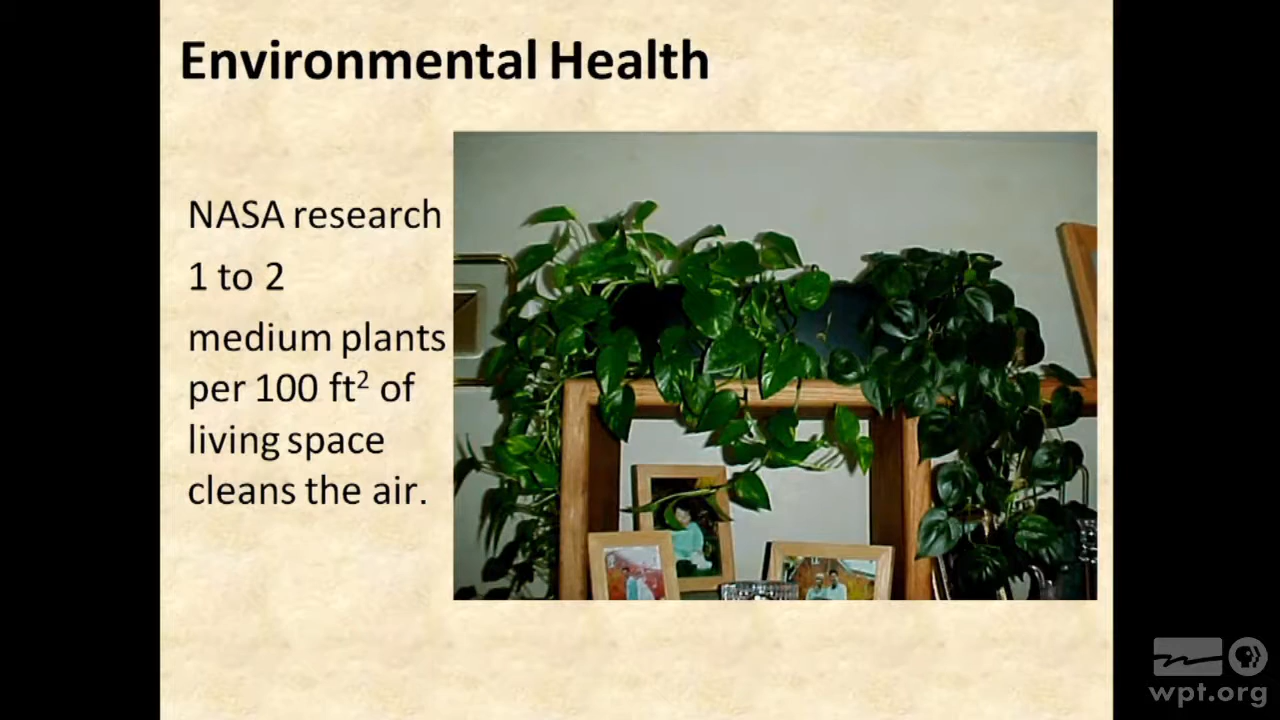 Environmental Health
NASA research
1 to 2
medium plants
per 100 ft² of
living space
cleans the air.
wpt.org